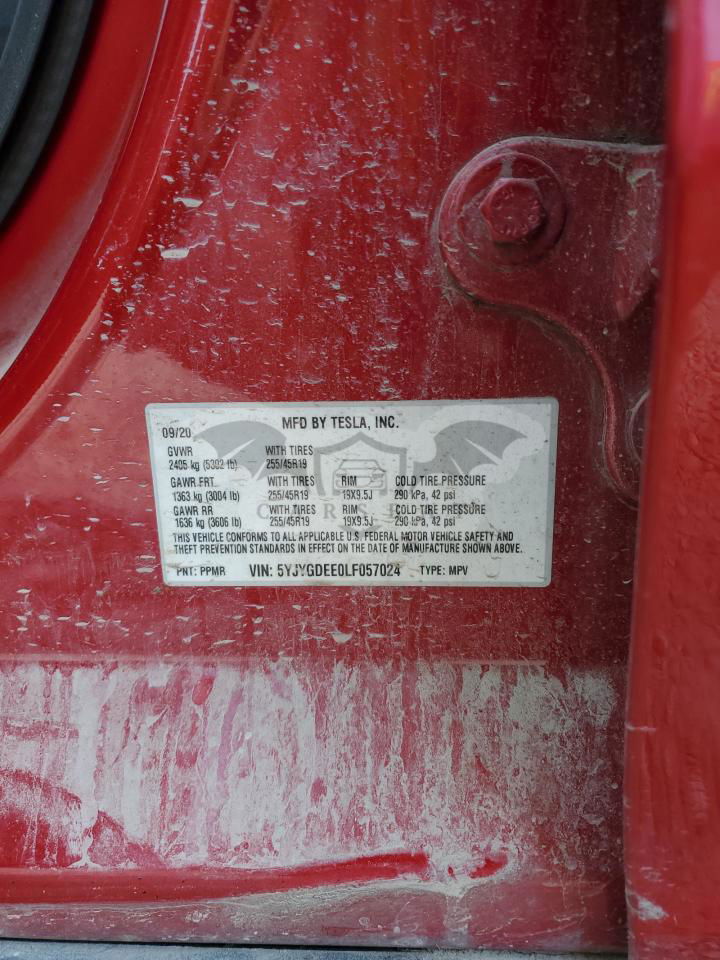 MFD BY TESLA, INC.
09/20
GVWR WITH TIRES
2405 kg (5302 lb) 255/45R19
GAWR FRT WITH TIRES RIM COLD TIRE PRESSURE
1363 kg (3004 lb) 255/45R19 19X9.5J 290 kPa, 42 psi
GAWR RR WITH TIRES RIM COLD TIRE PRESSURE
1636 kg (3606 lb) 255/45R19 19X9.5J 290 kPa, 42 psi
THIS VEHICLE CONFORMS TO ALL APPLICABLE U.S. FEDERAL MOTOR VEHICLE SAFETY AND
THEFT PREVENTION STANDARDS IN EFFECT ON THE DATE OF MANUFACTURE SHOWN ABOVE.
PNT: PPMR VIN: 5YJYGDEE0LF057024 TYPE: MPV